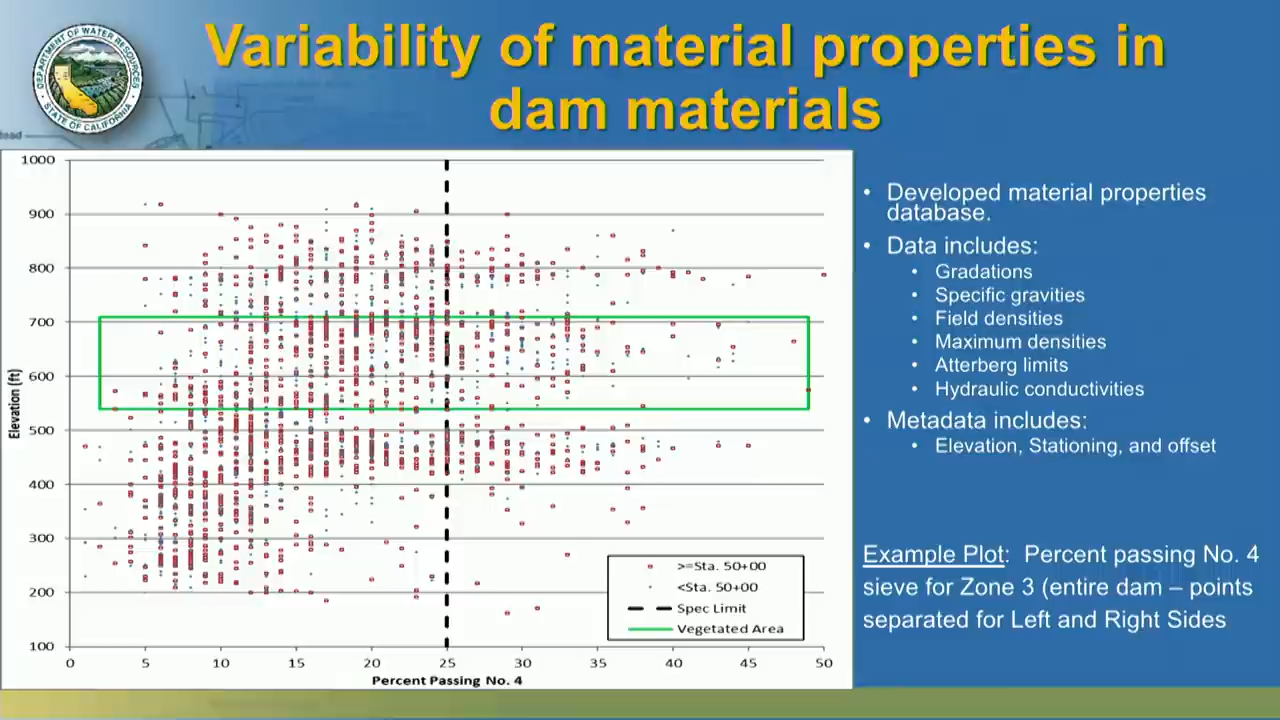 Variability of material properties in
dam materials
DEPARTMENT OF WATER RESOURCES
STATE OF CALIFORNIA
1000
900
800
700
600
500
400
300
200
100
Elevation (ft)
0 5 10 15 20 25 30 35 40 45 50
Percent Passing No. 4
>=Sta. 50+00
<Sta. 50+00
Spec Limit
Vegetated Area
• Developed material properties
database.
• Data includes:
• Gradations
• Specific gravities
• Field densities
• Maximum densities
• Atterberg limits
• Hydraulic conductivities
• Metadata includes:
• Elevation, Stationing, and offset
Example Plot: Percent passing No. 4
sieve for Zone 3 (entire dam – points
separated for Left and Right Sides